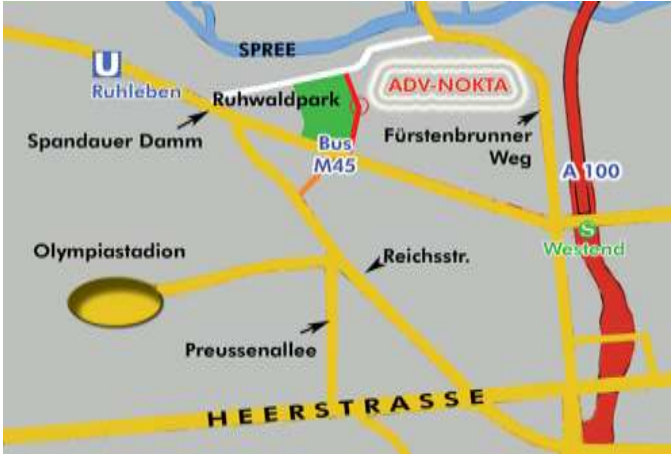 SPREE
U
Ruhleben
Ruhwaldpark
ADV-NOKTA
Spandauer Damm
Bus
M45
Fürstenbrunner
Weg
A 100
S
Westend
Olympiastadion
Reichsstr.
Preussenallee
HEERSTRASSE